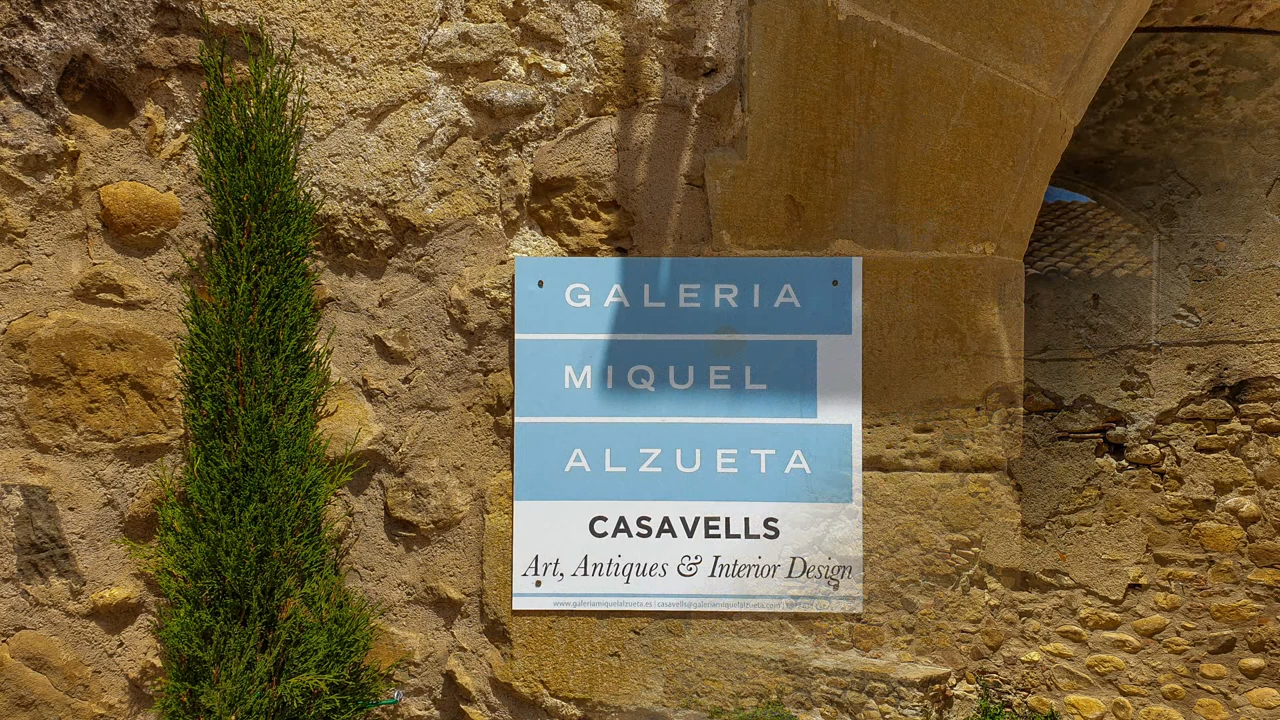 GALERIA
MIQUEL
ALZUETA
CASAVELLS
Art, Antiques & Interior Design
www.galeriamiquelalzueta.es | casavells@galeriamiquelalzueta.com